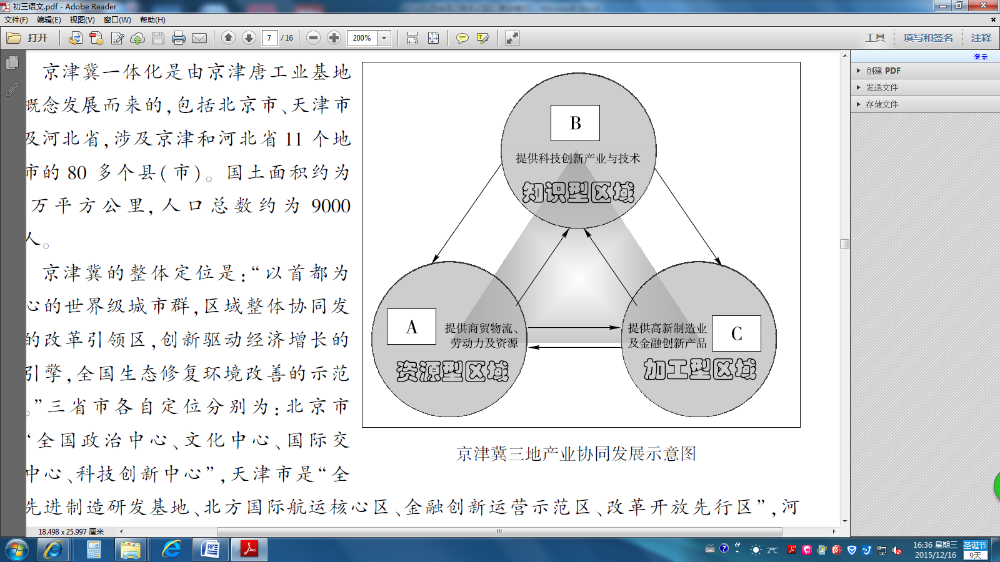 初三语文.pdf - Adobe Reader
文件(F) 编辑(E) 视图(V) 窗口(W) 帮助(H)
打开 7 / 16 200% 工具 填写和签名 注释
登录
创建 PDF
发送文件
存储文件
京津冀一体化是由京津唐工业基地
概念发展而来的,包括北京市、天津市
及河北省,涉及京津和河北省 11 个地
市的 80 多个县(市)。国土面积约为
万平方公里,人口总数约为 9000
人。
京津冀的整体定位是:“以首都为
心的世界级城市群,区域整体协同发
的改革引领区,创新驱动经济增长的
引擎,全国生态修复环境改善的示范
。”三省市各自定位分别为:北京市
“全国政治中心、文化中心、国际交
中心、科技创新中心”,天津市是“全
先进制造研发基地、北方国际航运核心区、金融创新运营示范区、改革开放先行区”,河
B
提供科技创新产业与技术
知识型区域
A
提供商贸物流、
劳动力及资源
资源型区域
提供高新制造业
及金融创新产品
C
加工型区域
京津冀三地产业协同发展示意图
18.498 x 25.997 厘米
2℃
16:36 星期三
2015/12/16
圣诞节
9天